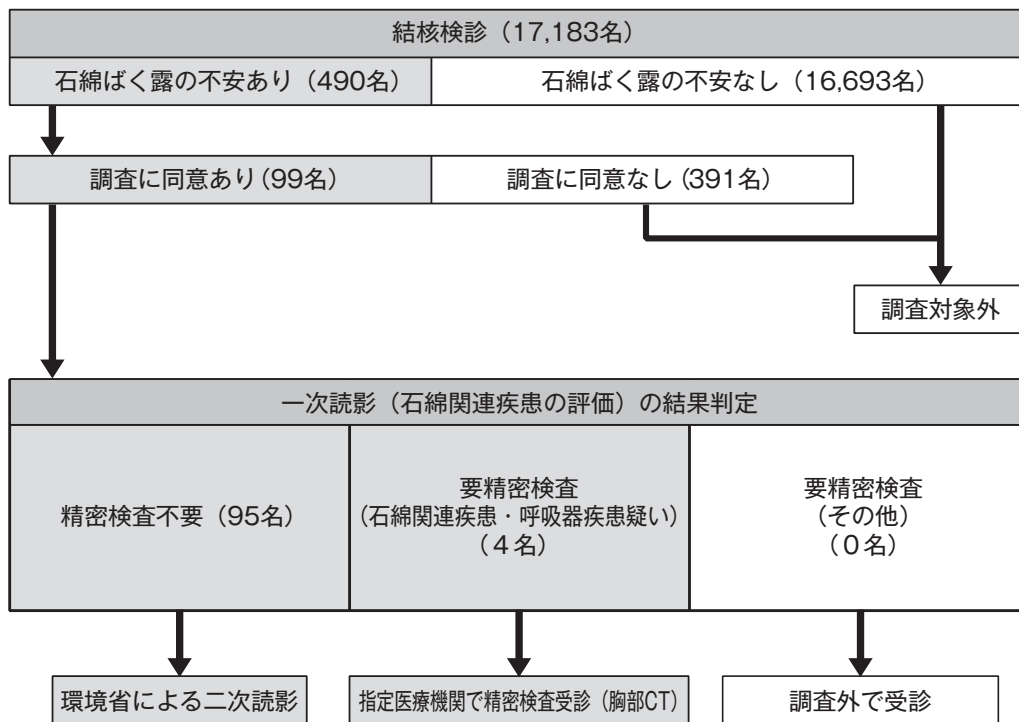 結核検診（17,183名）
石綿ばく露の不安あり（490名）
石綿ばく露の不安なし（16,693名）
調査に同意あり（99名）
調査に同意なし（391名）
調査対象外
一次読影（石綿関連疾患の評価）の結果判定
精密検査不要（95名）
要精密検査
（石綿関連疾患・呼吸器疾患疑い）
（４名）
要精密検査
（その他）
（０名）
環境省による二次読影
指定医療機関で精密検査受診（胸部CT）
調査外で受診